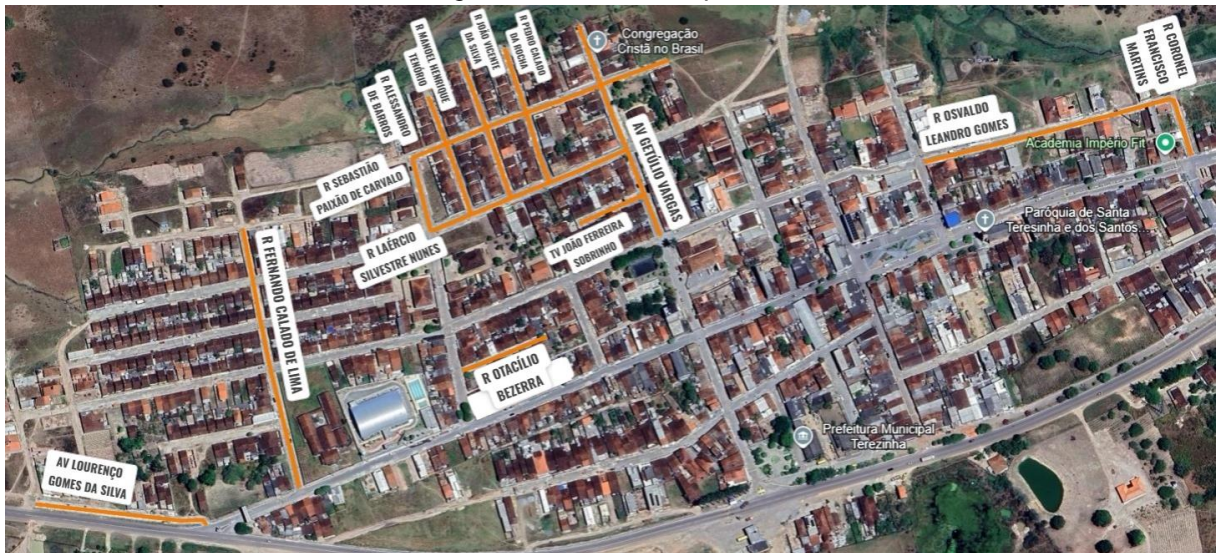 R MANOEL HENRIQUE
TENÓRIO
R JOÃO VICENTE
DA SILVA
R PEDRO CALADO
DA ROCHA
Congregação
Cristã no Brasil
R CORONEL
FRANCISCO
MARTINS
R ALESSANDRO
DE BARROS
R OSVALDO
LEANDRO GOMES
Academia Império Fit
AV GETÚLIO VARGAS
R SEBASTIÃO
PAIXÃO DE CARVALO
Paróquia de Santa
Teresinha e dos Santos...
R FERNANDO CALADO DE LIMA
R LAÉRCIO
SILVESTRE NUNES
TV JOÃO FERREIRA
SOBRINHO
R OTACÍLIO
BEZERRA
Prefeitura Municipal
Terezinha
AV LOURENÇO
GOMES DA SILVA